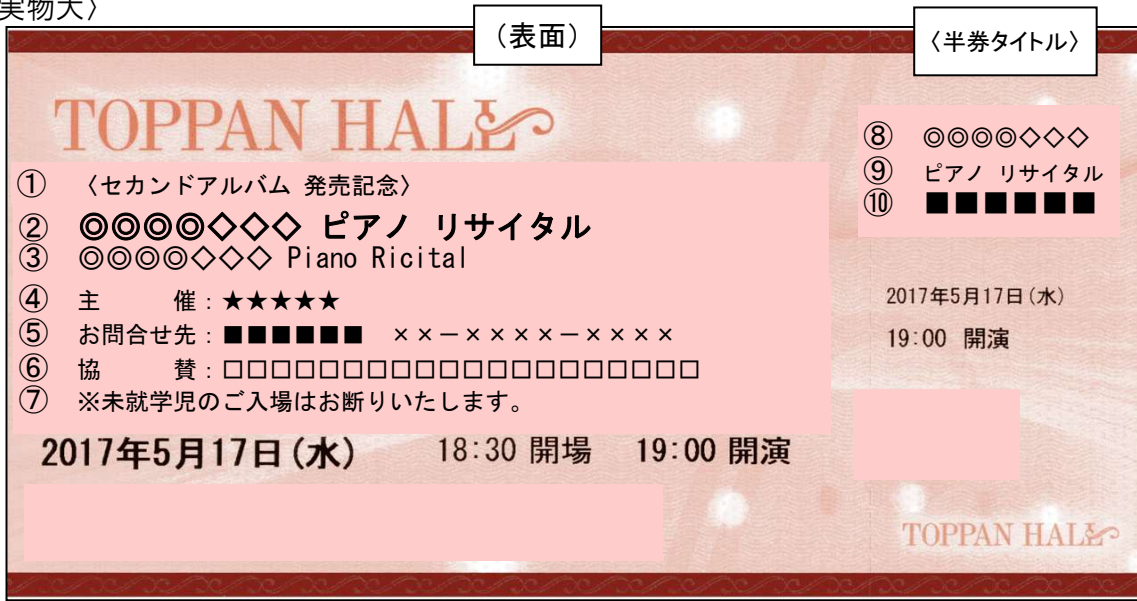 実物大〉
（表面）
〈半券タイトル〉
TOPPAN HALL
① 〈セカンドアルバム 発売記念〉
② ◎◎◎◎◇◇◇ ピアノ リサイタル
③ ◎◎◎◎◇◇◇ Piano Ricital
④ 主　　催：★★★★★
⑤ お問合せ先：■■■■■■ ××－××××－××××
⑥ 協　　賛：□□□□□□□□□□□□□□□□□□□□
⑦ ※未就学児のご入場はお断りいたします。
2017年5月17日(水) 18:30 開場 19:00 開演
⑧ ◎◎◎◎◇◇◇
⑨ ピアノ リサイタル
⑩ ■■■■■■
2017年5月17日(水)
19:00 開演
TOPPAN HALL